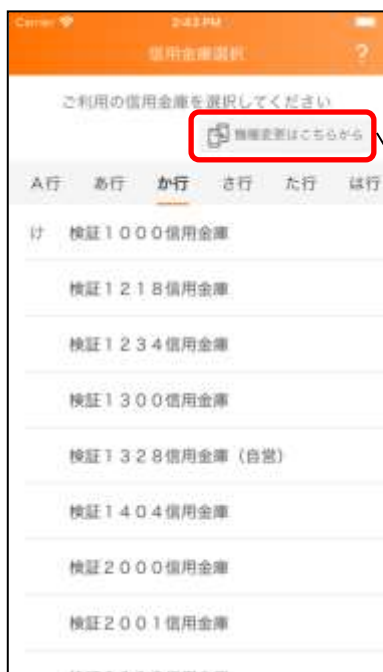 Carrier 2:43 PM
信用金庫選択 ?
ご利用の信用金庫を選択してください
機種変更はこちらから
A行 あ行 か行 さ行 た行 は行
け 検証1000信用金庫
検証1218信用金庫
検証1234信用金庫
検証1300信用金庫
検証1328信用金庫（自営）
検証1404信用金庫
検証2000信用金庫
検証2001信用金庫